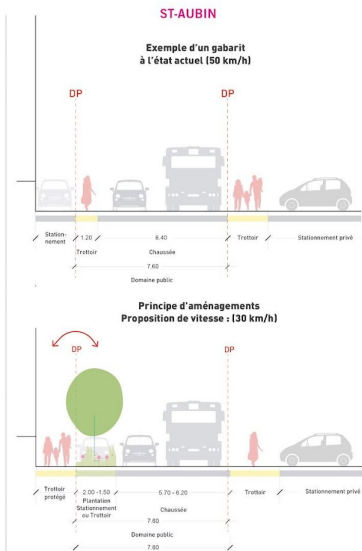 ST-AUBIN
Exemple d'un gabarit
à l'état actuel (50 km/h)
DP
DP
Station-
nement
1.20
Trottoir
6.40
Chaussée
Trottoir
Stationnement privé
7.60
Domaine public
Principe d'aménagements
Proposition de vitesse : (30 km/h)
DP
DP
Trottoir
protégé
2.00 -1.50
Plantation
Stationnement
ou Trottoir
5.70 - 6.20
Chaussée
Trottoir
Stationnement privé
7.60
Domaine public
7.60